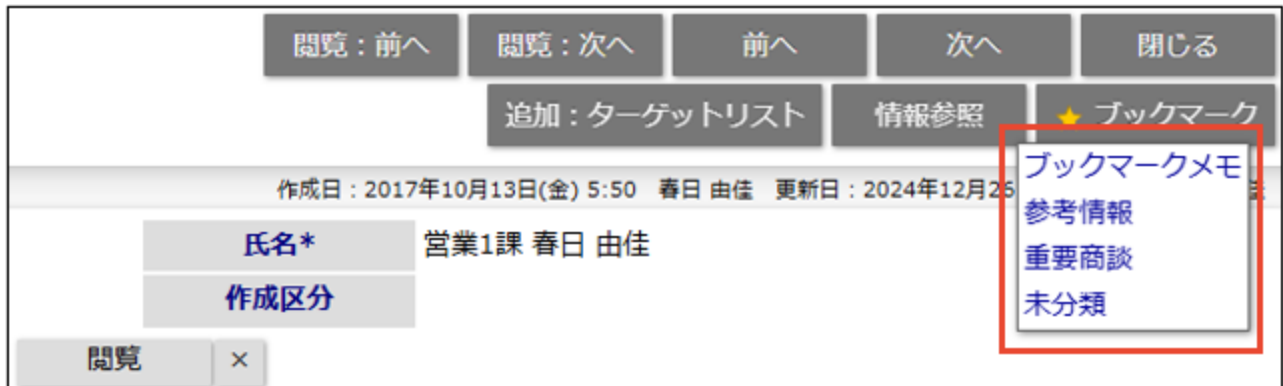 閲覧：前へ 閲覧：次へ 前へ 次へ 閉じる
追加：ターゲットリスト 情報参照 ★ ブックマーク
作成日：2017年10月13日(金) 5:50 春日 由佳 更新日：2024年12月26
ブックマークメモ
参考情報
重要商談
未分類
氏名* 営業1課 春日 由佳
作成区分
閲覧 ×